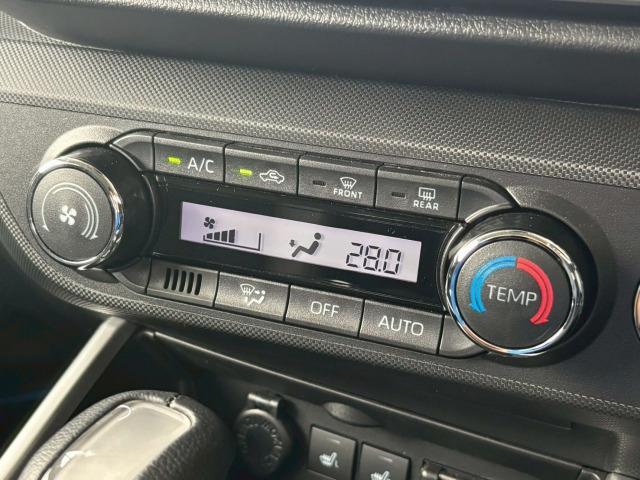 A/C
FRONT
REAR
28.0
TEMP
OFF
AUTO
L